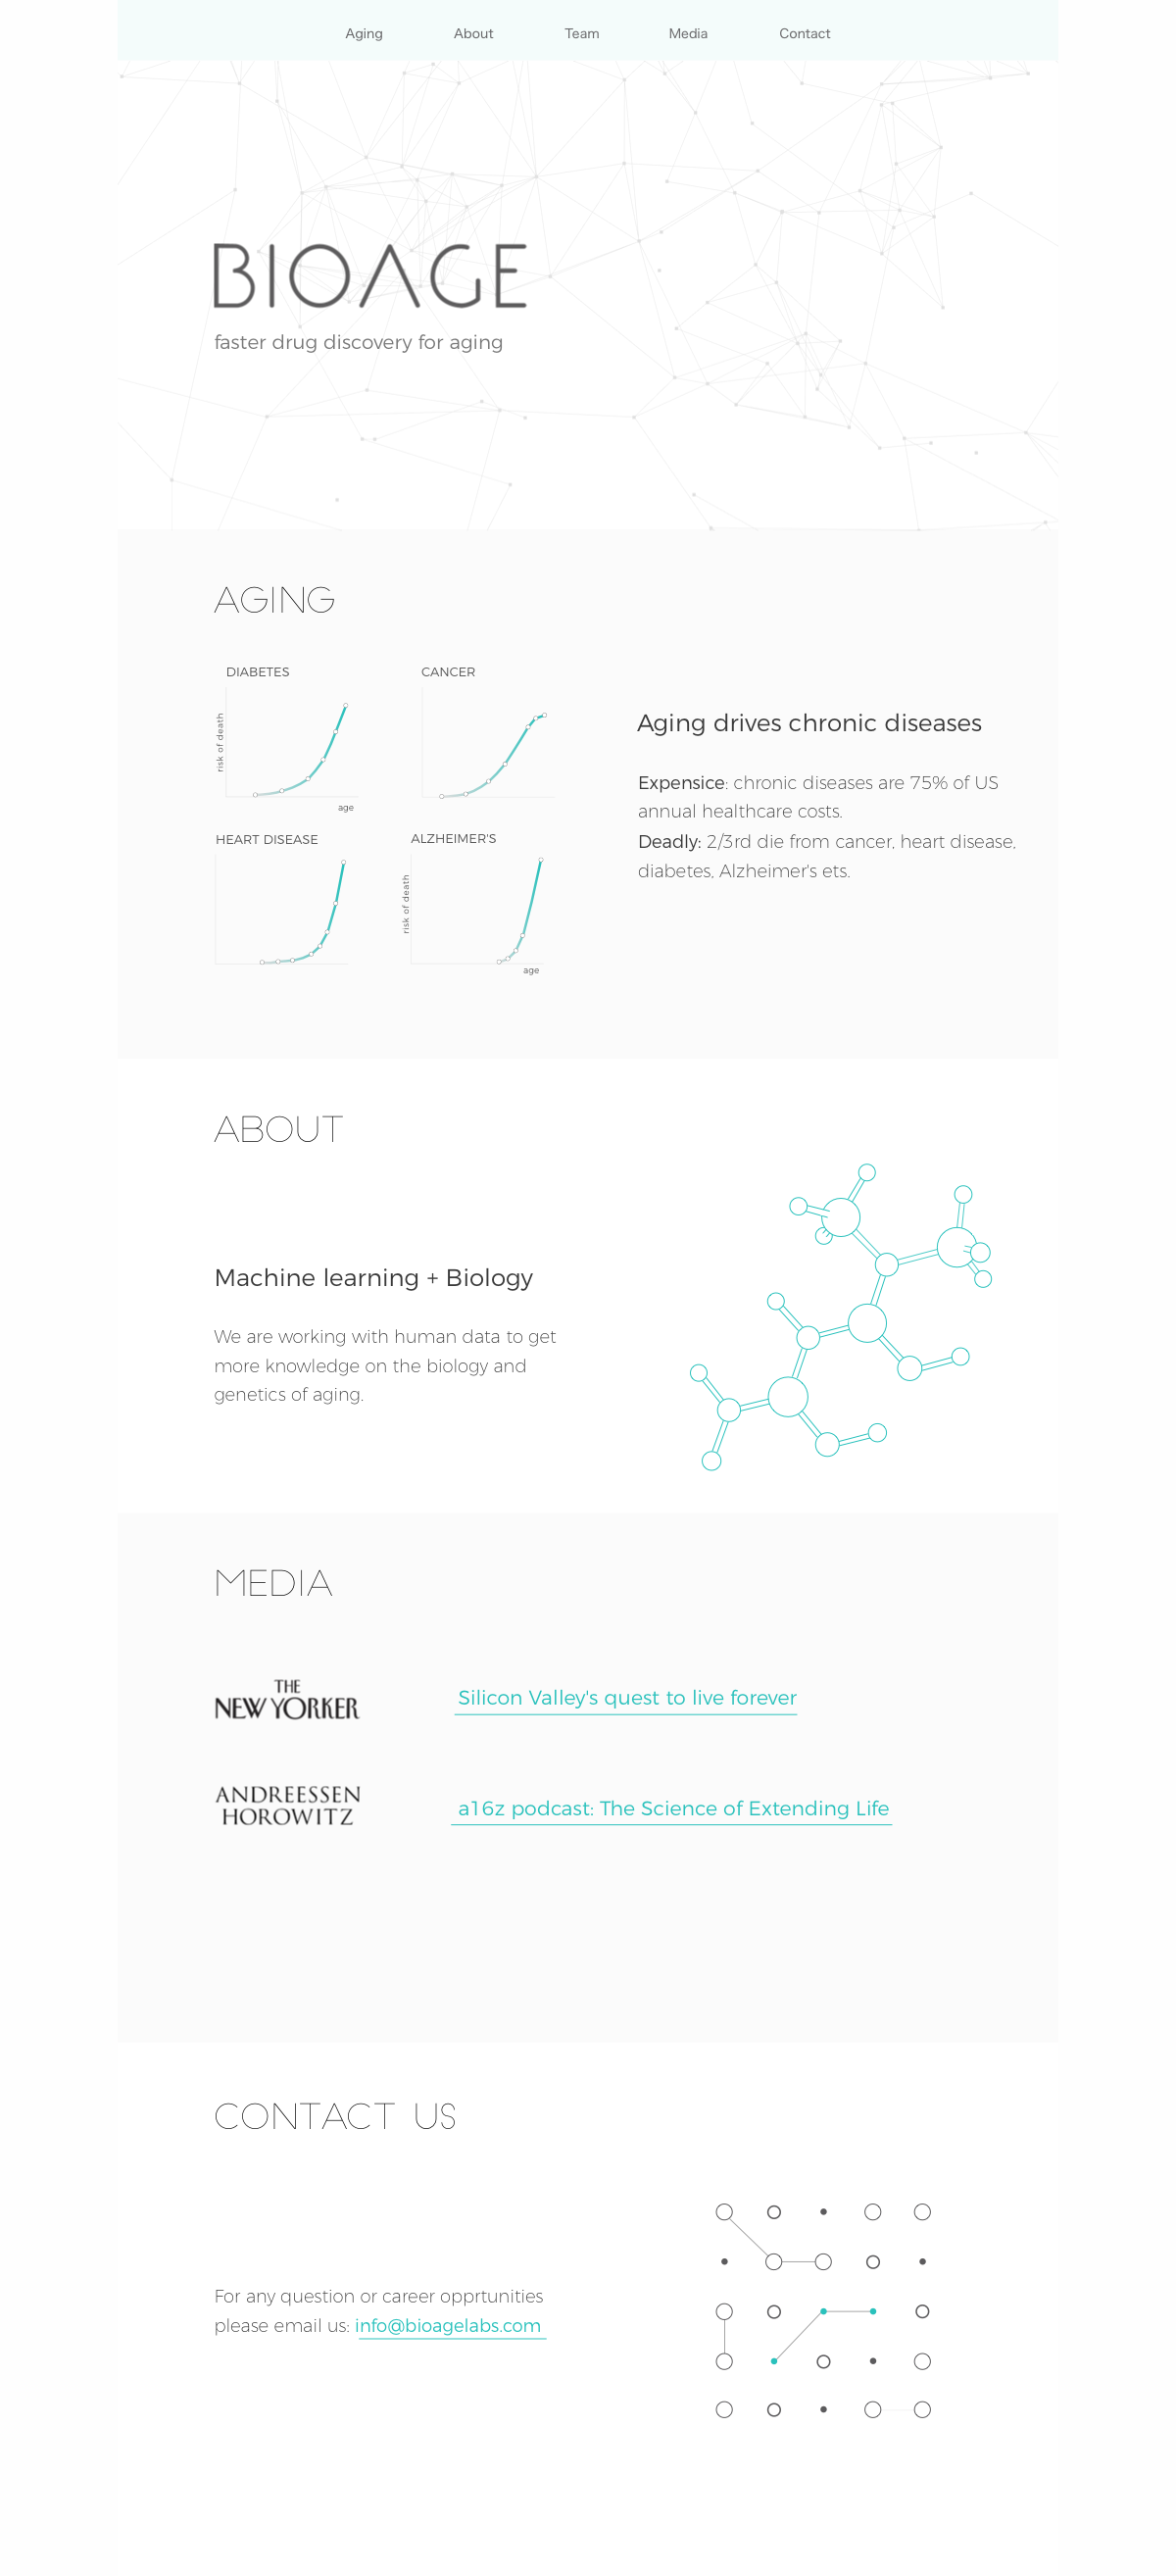 Aging About Team Media Contact
BIOAGE
faster drug discovery for aging
AGING
DIABETES
risk of death
age
CANCER
HEART DISEASE
ALZHEIMER'S
risk of death
age
Aging drives chronic diseases
Expensice: chronic diseases are 75% of US
annual healthcare costs.
Deadly: 2/3rd die from cancer, heart disease,
diabetes, Alzheimer's ets.
ABOUT
Machine learning + Biology
We are working with human data to get
more knowledge on the biology and
genetics of aging.
MEDIA
THE
NEW YORKER
Silicon Valley's quest to live forever
ANDREESSEN
HOROWITZ
a16z podcast: The Science of Extending Life
CONTACT US
For any question or career opprtunities
please email us: info@bioagelabs.com